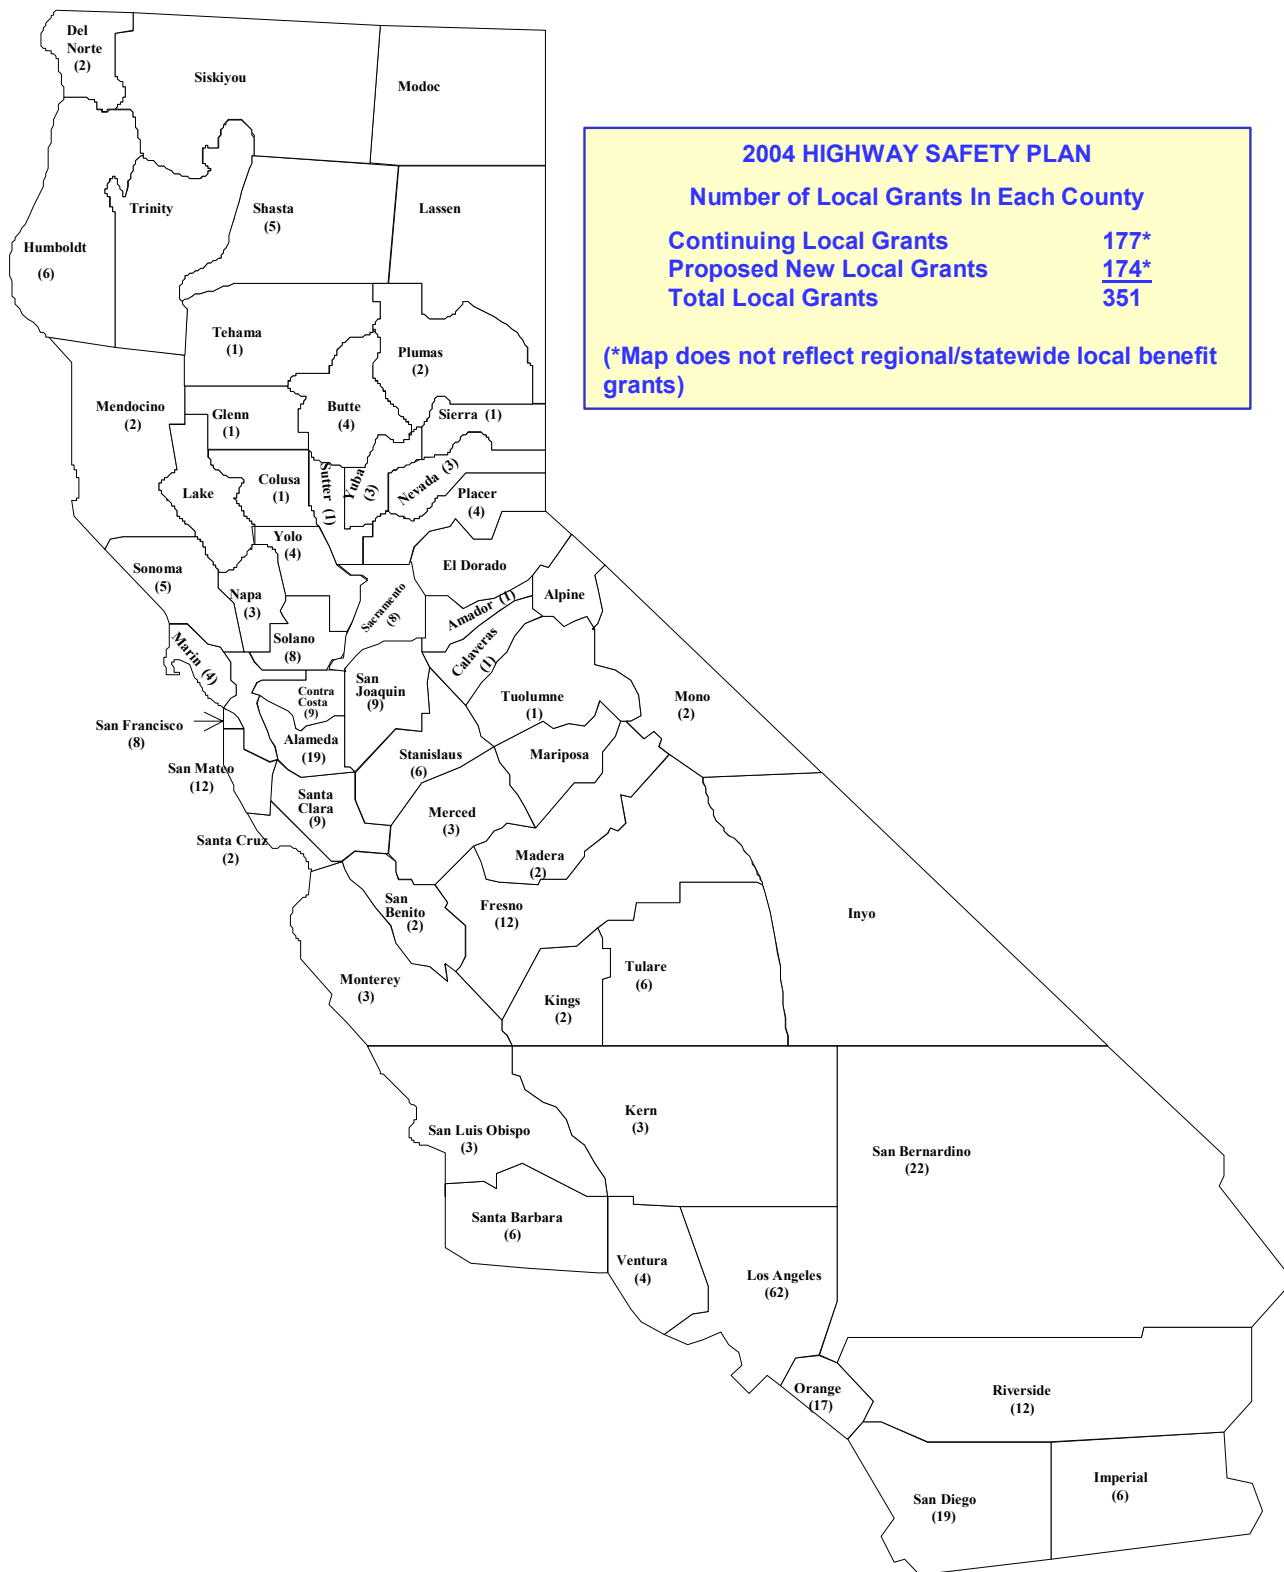 Del
Norte
(2)
Siskiyou
Modoc
2004 HIGHWAY SAFETY PLAN
Number of Local Grants In Each County
Continuing Local Grants 177*
Proposed New Local Grants 174*
Total Local Grants 351
(*Map does not reflect regional/statewide local benefit
grants)
Trinity
Shasta
(5)
Lassen
Humboldt
(6)
Tehama
(1)
Plumas
(2)
Mendocino
(2)
Glenn
(1)
Butte
(4)
Sierra (1)
Colusa
(1)
Sutter (1)
Yuba
(3)
Nevada (3)
Lake
Placer
(4)
Yolo
(4)
Sonoma
(5)
Napa
(3)
El Dorado
Sacramento
(8)
Amador (1)
Alpine
Solano
(8)
Marin (4)
Calaveras
(1)
Contra
Costa
(9)
San
Joaquin
(9)
Tuolumne
(1)
Mono
(2)
San Francisco
(8)
Alameda
(19)
Stanislaus
(6)
Mariposa
San Mateo
(12)
Santa
Clara
(9)
Merced
(3)
Santa Cruz
(2)
Madera
(2)
San
Benito
(2)
Fresno
(12)
Inyo
Monterey
(3)
Kings
(2)
Tulare
(6)
Kern
(3)
San Luis Obispo
(3)
San Bernardino
(22)
Santa Barbara
(6)
Ventura
(4)
Los Angeles
(62)
Orange
(17)
Riverside
(12)
San Diego
(19)
Imperial
(6)